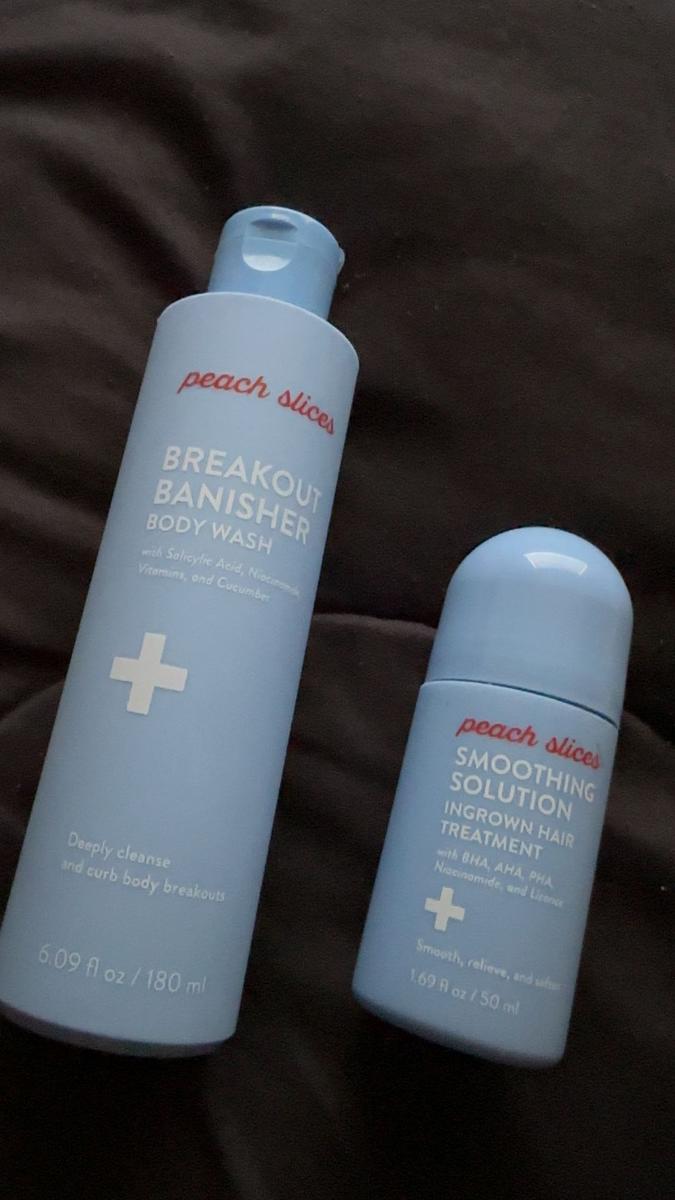 peach slices
BREAKOUT
BANISHER
BODY WASH
with Salicylic Acid, Niacinamide,
Vitamins, and Cucumber
Deeply cleanse
and curb body breakouts
6.09 fl oz / 180 ml
peach slices
SMOOTHING
SOLUTION
INGROWN HAIR
TREATMENT
with BHA, AHA, PHA,
Niacinamide, and Licorice
Smooth, relieve, and soften
1.69 fl oz / 50 ml